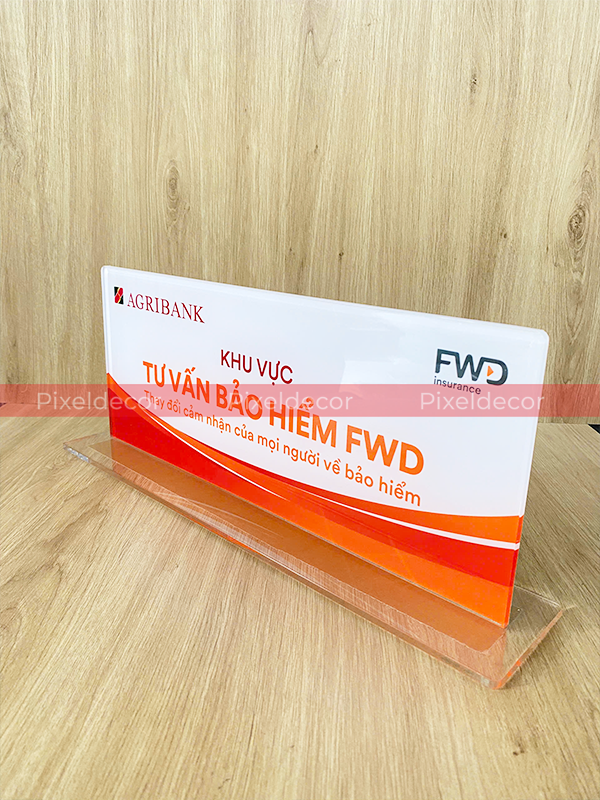 AGRIBANK
FWD
insurance
KHU VỰC
TƯ VẤN BẢO HIỂM FWD
Thay đổi cảm nhận của mọi người về bảo hiểm
Pixeldecor Pixeldecor Pixeldecor